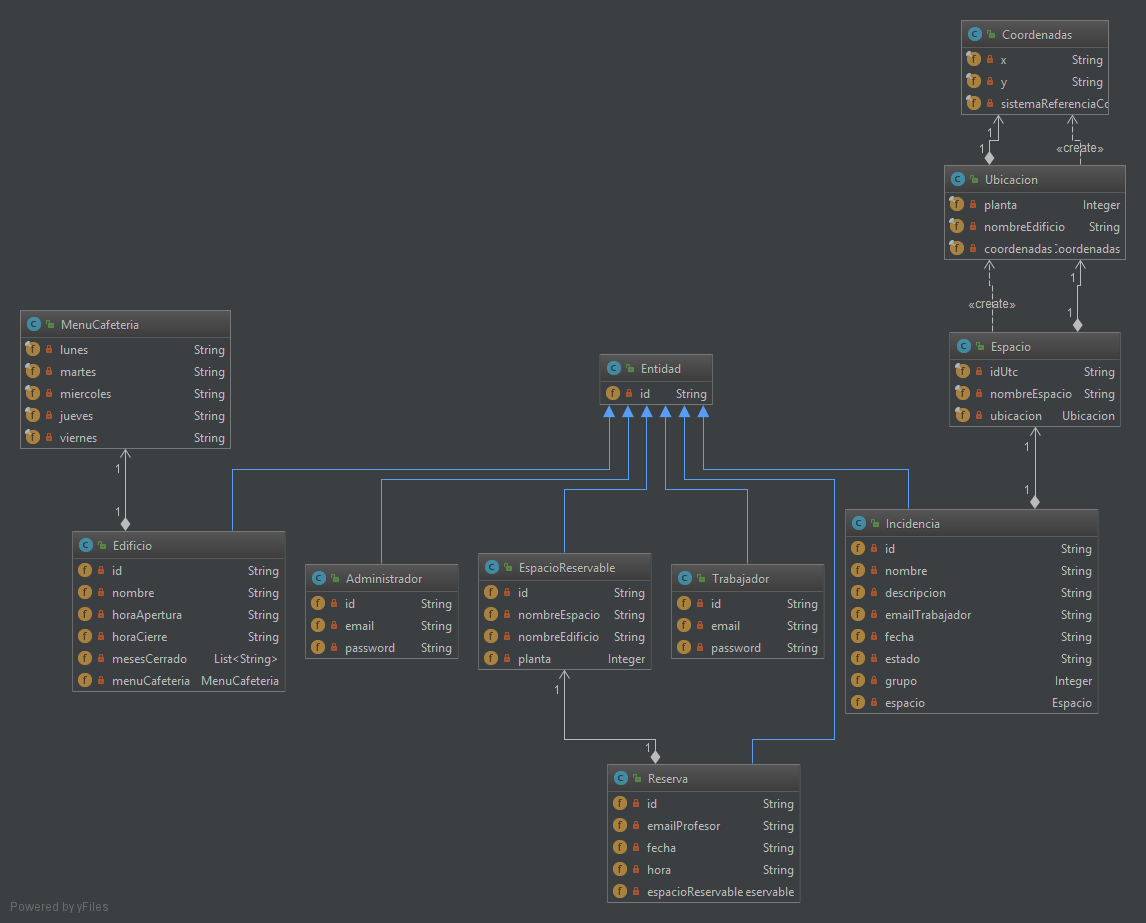 Coordenadas
x String
y String
sistemaReferenciaCo
1
1
«create»
Ubicacion
planta Integer
nombreEdificio String
coordenadas :oordenadas
1
«create»
1
Espacio
idUtc String
nombreEspacio String
ubicacion Ubicacion
MenuCafeteria
lunes String
martes String
miercoles String
jueves String
viernes String
Entidad
id String
1
1
1
1
Edificio
id String
nombre String
horaApertura String
horaCierre String
mesesCerrado List<String>
menuCafeteria MenuCafeteria
Administrador
id String
email String
password String
EspacioReservable
id String
nombreEspacio String
nombreEdificio String
planta Integer
Trabajador
id String
email String
password String
Incidencia
id String
nombre String
descripcion String
emailTrabajador String
fecha String
estado String
grupo Integer
espacio Espacio
1
1
Reserva
id String
emailProfesor String
fecha String
hora String
espacioReservable eservable
Powered by yFiles